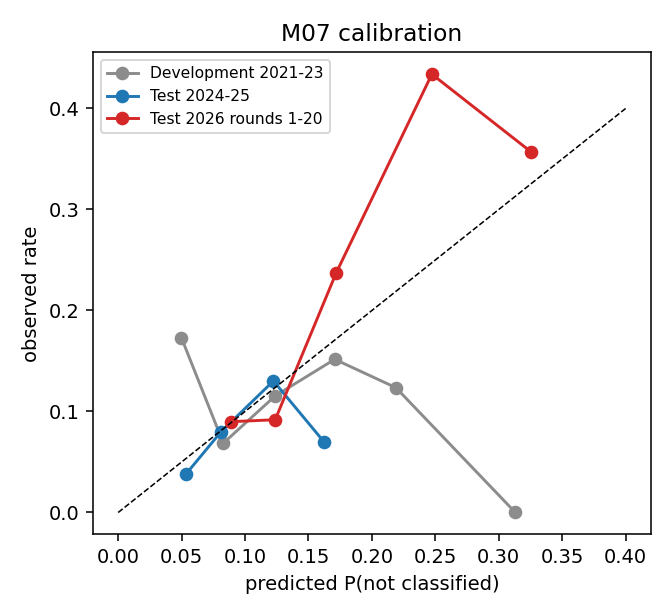 M07 calibration
Development 2021-23
Test 2024-25
Test 2026 rounds 1-20
0.4
0.3
0.2
0.1
0.0
observed rate
0.00 0.05 0.10 0.15 0.20 0.25 0.30 0.35 0.40
predicted P(not classified)